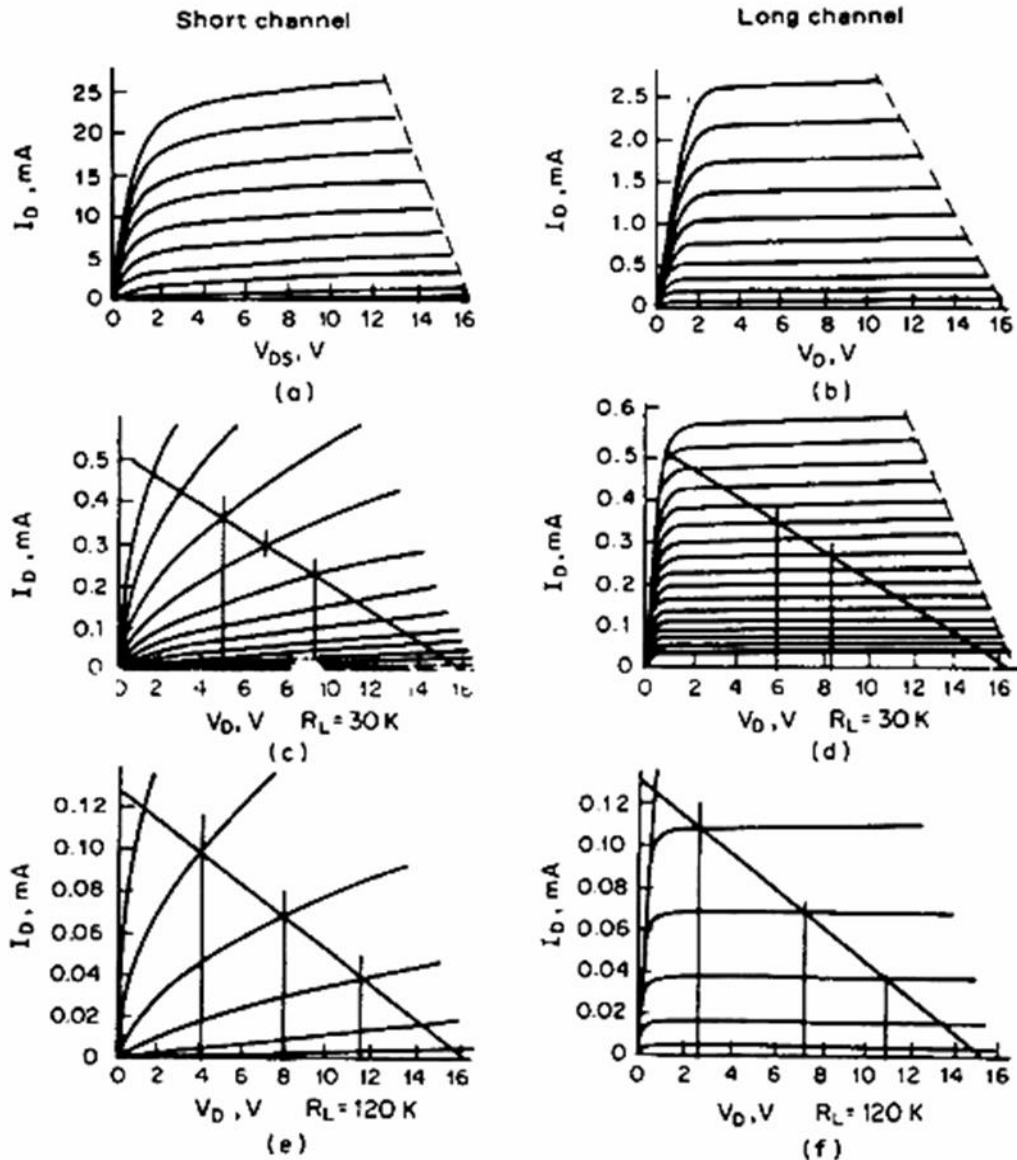 Short channel
Long channel
I_D, mA
25
20
15
10
5
0
0 2 4 6 8 10 12 14 16
V_DS, V
(a)
I_D, mA
2.5
2.0
1.5
1.0
0.5
0
0 2 4 6 8 10 12 14 16
V_D, V
(b)
I_D, mA
0.5
0.4
0.3
0.2
0.1
0
0 2 4 6 8 10 12 14 16
V_D, V R_L = 30 K
(c)
I_D, mA
0.6
0.5
0.4
0.3
0.2
0.1
0
0 2 4 6 8 10 12 14 16
V_D, V R_L = 30 K
(d)
I_D, mA
0.12
0.10
0.08
0.06
0.04
0.02
0
0 2 4 6 8 10 12 14 16
V_D, V R_L = 120 K
(e)
I_D, mA
0.12
0.10
0.08
0.06
0.04
0.02
0
0 2 4 6 8 10 12 14 16
V_D, V R_L = 120 K
(f)